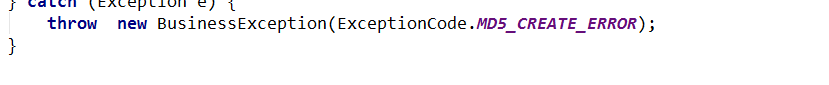 } catch (Exception e) {
    throw  new BusinessException(ExceptionCode.MD5_CREATE_ERROR);
}